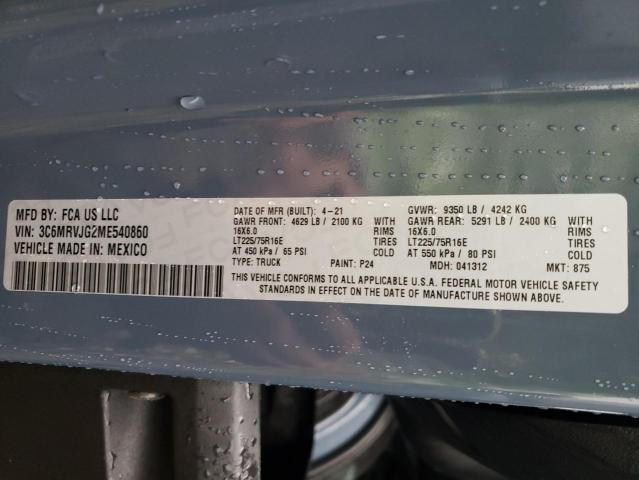 MFD BY: FCA US LLC
VIN: 3C6MRVJG2ME540860
VEHICLE MADE IN: MEXICO
DATE OF MFR (BUILT): 4-21
GAWR FRONT: 4629 LB / 2100 KG
16X6.0 RIMS
LT225/75R16E TIRES
AT 450 kPa / 65 PSI COLD
TYPE: TRUCK PAINT: P24
GVWR: 9350 LB / 4242 KG
GAWR REAR: 5291 LB / 2400 KG
16X6.0 RIMS
LT225/75R16E TIRES
AT 550 kPa / 80 PSI COLD
MDH: 041312 MKT: 875
THIS VEHICLE CONFORMS TO ALL APPLICABLE U.S.A. FEDERAL MOTOR VEHICLE SAFETY
STANDARDS IN EFFECT ON THE DATE OF MANUFACTURE SHOWN ABOVE.